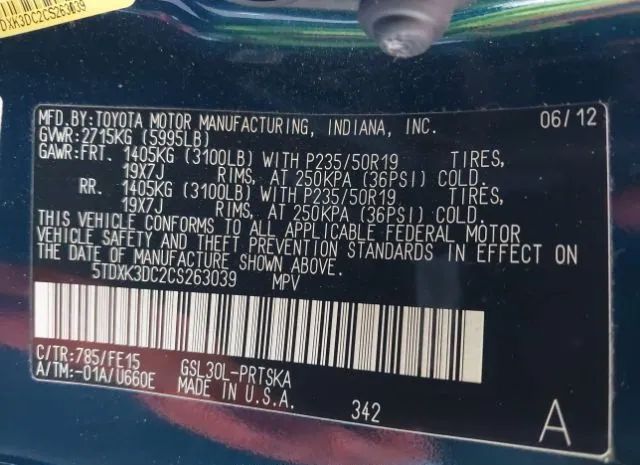 DXK3DC2CS263039
MFD.BY:TOYOTA MOTOR MANUFACTURING, INDIANA, INC. 06/12
GVWR:2715KG (5995LB)
GAWR:FRT. 1405KG (3100LB) WITH P235/50R19 TIRES,
19X7J RIMS, AT 250KPA (36PSI) COLD.
RR. 1405KG (3100LB) WITH P235/50R19 TIRES,
19X7J RIMS, AT 250KPA (36PSI) COLD.
THIS VEHICLE CONFORMS TO ALL APPLICABLE FEDERAL MOTOR
VEHICLE SAFETY AND THEFT PREVENTION STANDARDS IN EFFECT ON
THE DATE OF MANUFACTURE SHOWN ABOVE.
5TDXK3DC2CS263039 MPV
C/TR:785/FE15 GSL30L-PRTSKA
A/TM:-01A/U660E MADE IN U.S.A.
342
A